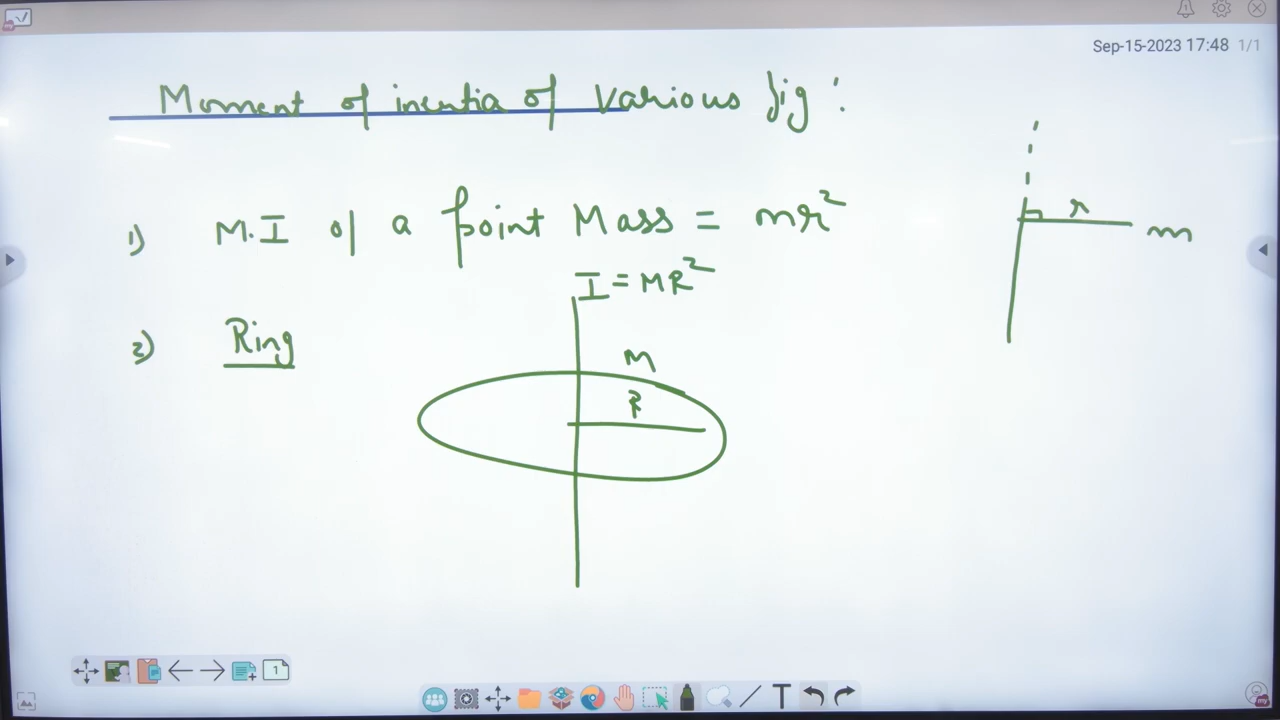 Sep-15-2023 17:48 1/1
Moment of inertia of Various fig:
1) M.I of a point Mass = mr²
r
m
I = MR²
2) Ring
M
R
1
T